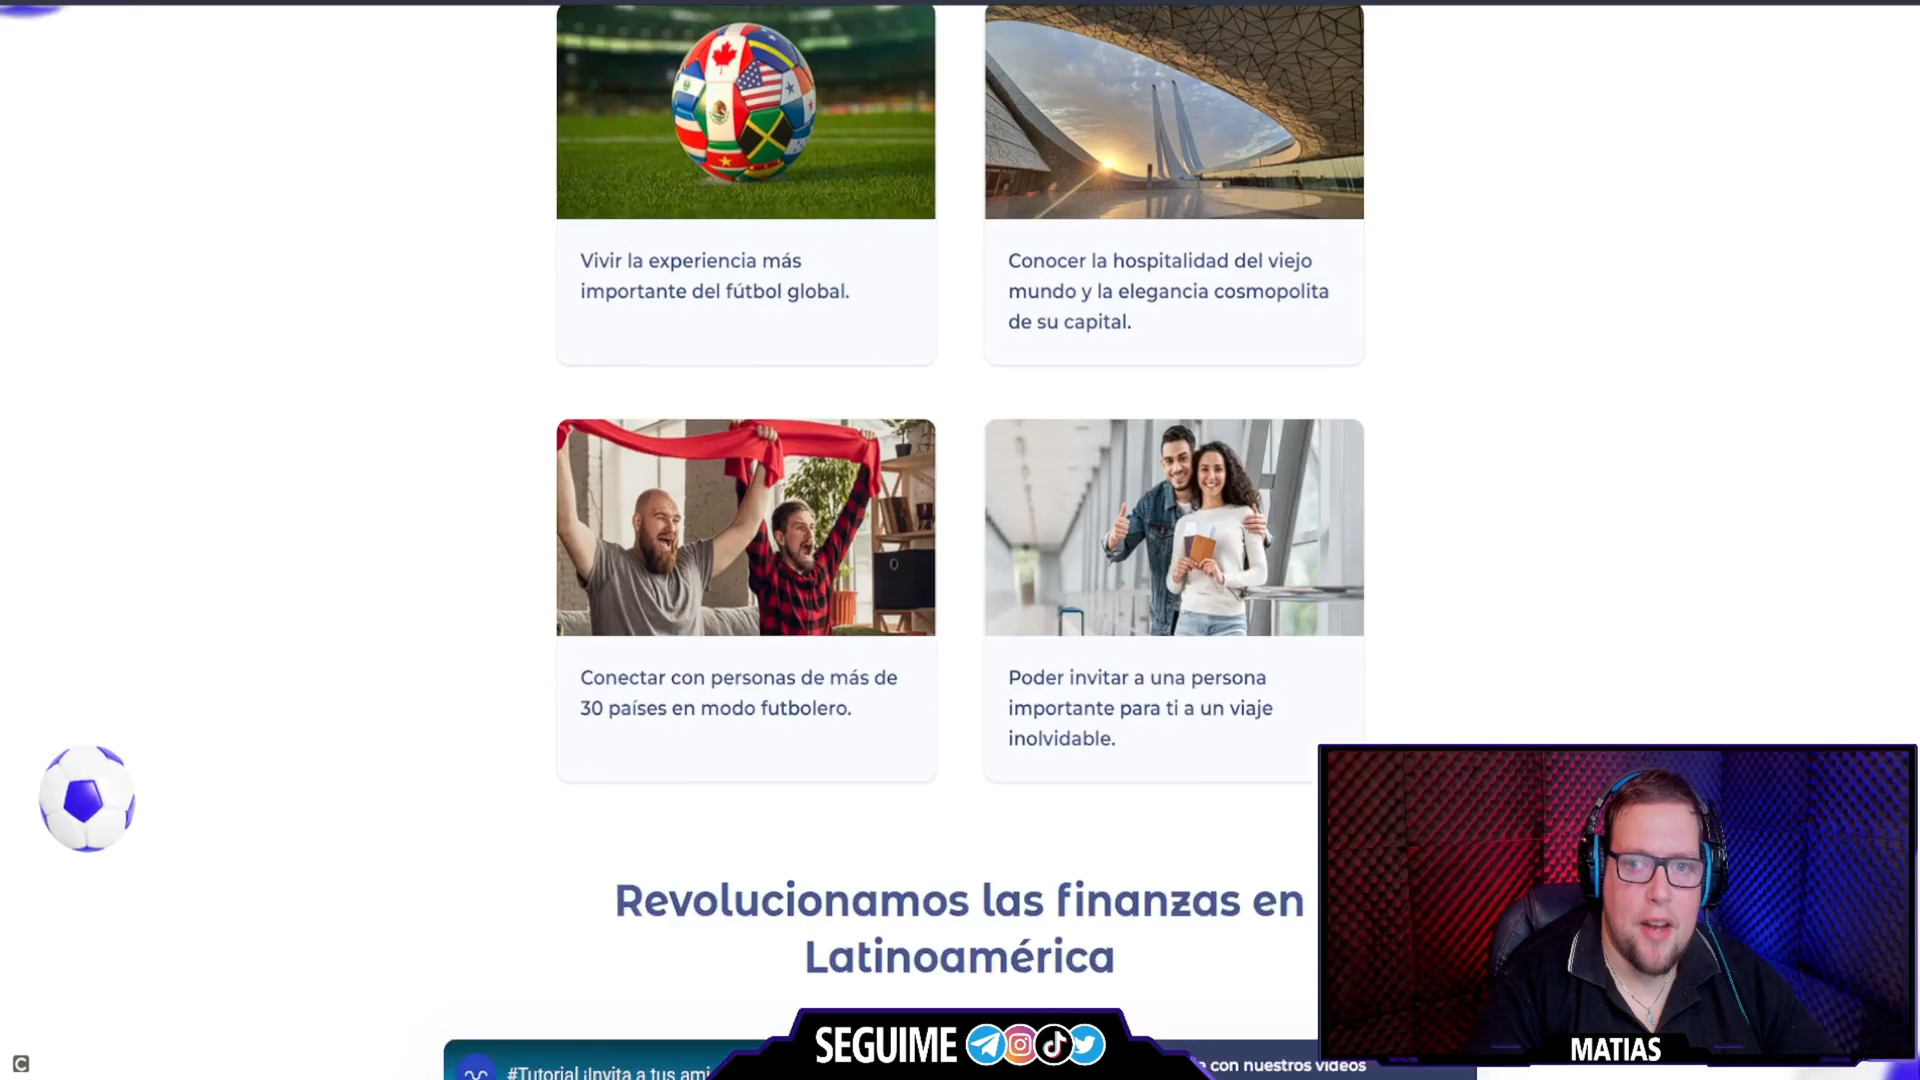 Vivir la experiencia más
importante del fútbol global.
Conocer la hospitalidad del viejo
mundo y la elegancia cosmopolita
de su capital.
Conectar con personas de más de
30 países en modo futbolero.
Poder invitar a una persona
importante para ti a un viaje
inolvidable.
Revolucionamos las finanzas en
Latinoamérica
#Tutorial ¡Invita a tus ami
con nuestros videos
SEGUIME
MATIAS